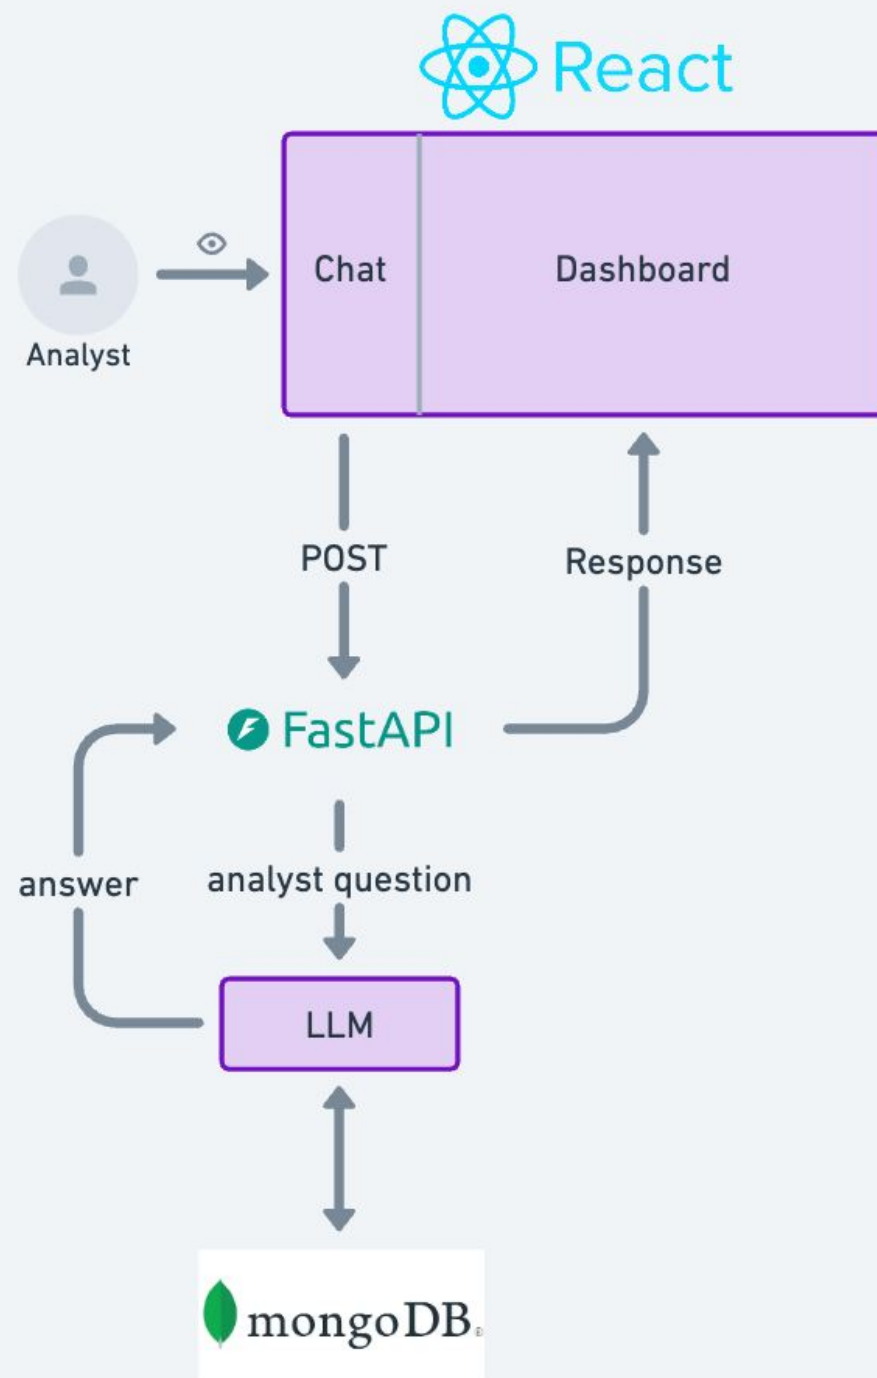 React
Chat
Dashboard
Analyst
POST
Response
FastAPI
answer
analyst question
LLM
mongoDB